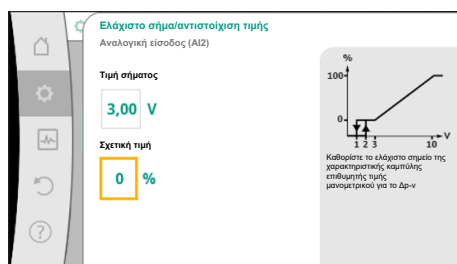 Ελάχιστο σήμα/αντιστοίχιση τιμής
Αναλογική είσοδος (AI2)
Τιμή σήματος
3,00 V
Σχετική τιμή
0 %
%
100
0
1 2 3 10 V
Καθορίστε το ελάχιστο σημείο της
χαρακτηριστικής καμπύλης
επιθυμητής τιμής
μανομετρικού για το Δp-v